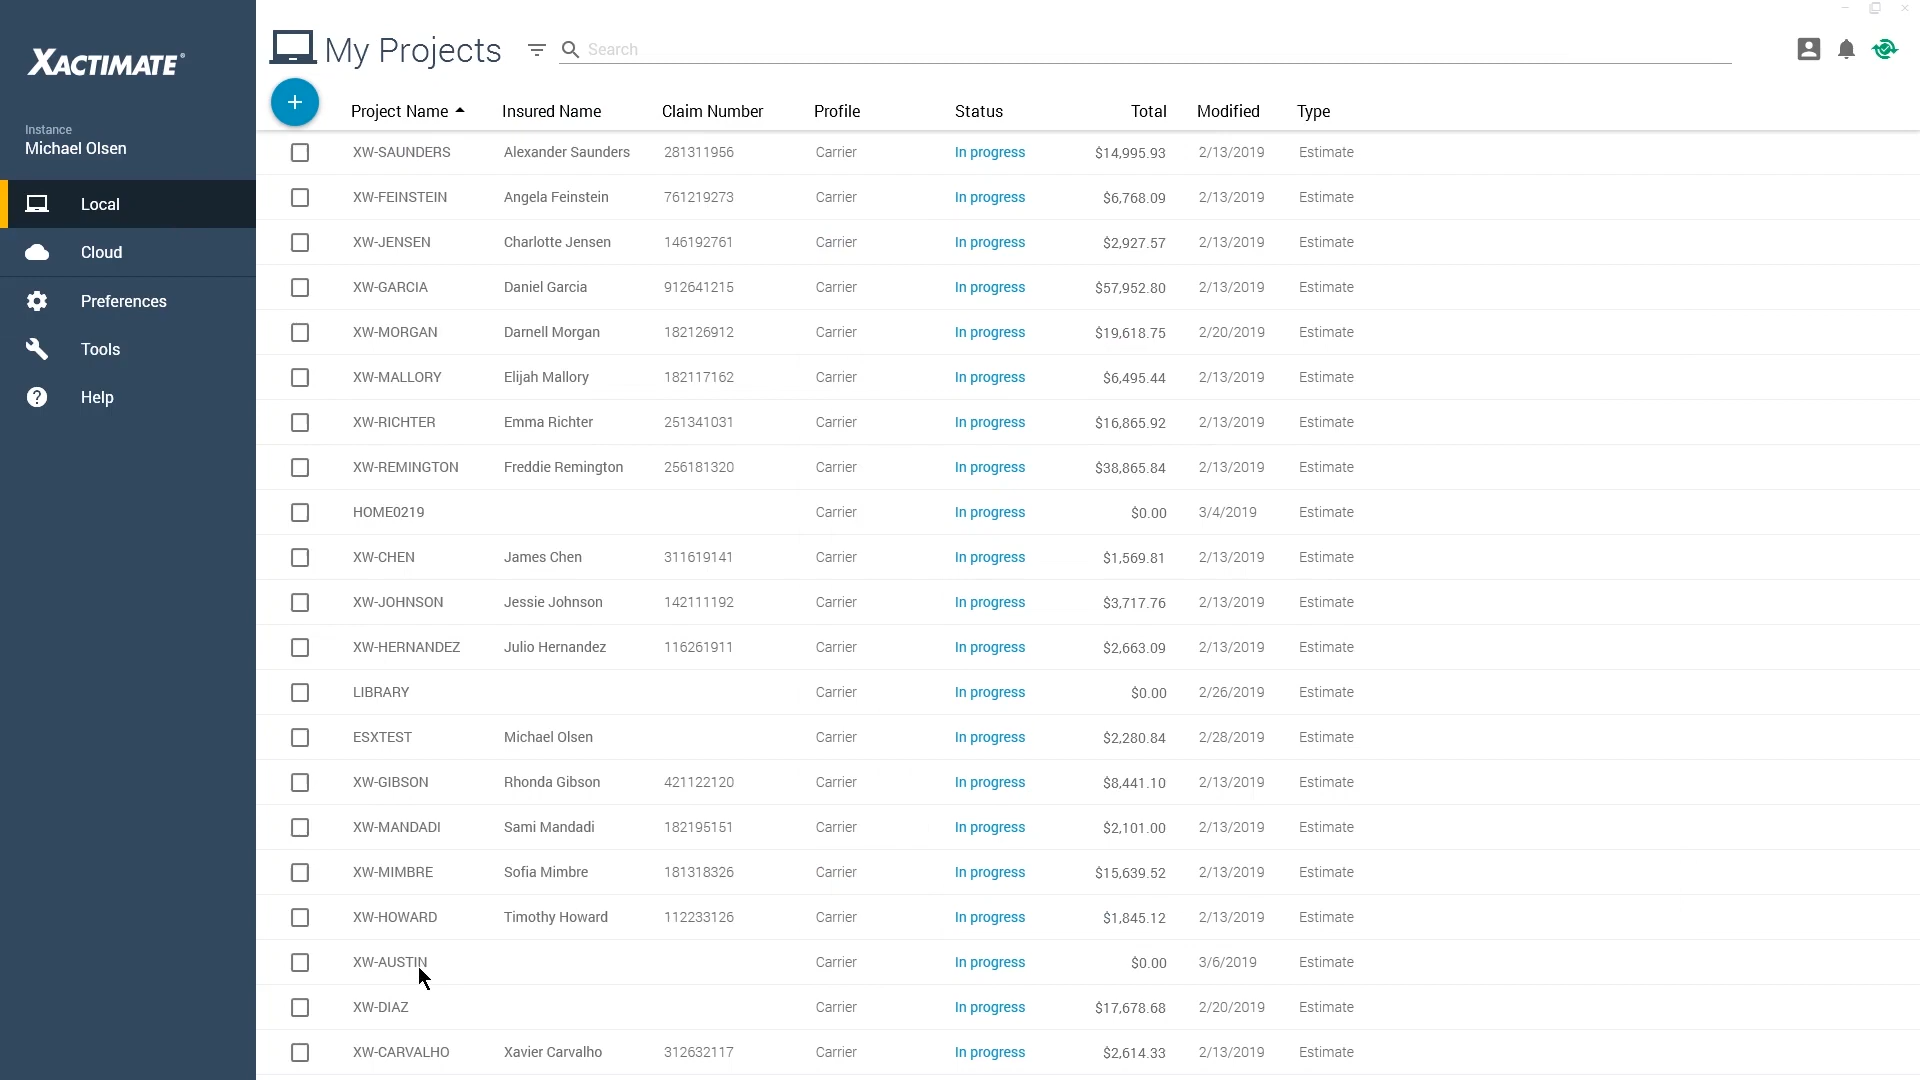 XACTIMATE®
Instance
Michael Olsen
Local
Cloud
Preferences
Tools
Help
My Projects
Search
+
Project Name Insured Name Claim Number Profile Status Total Modified Type
XW-SAUNDERS Alexander Saunders 281311956 Carrier In progress $14,995.93 2/13/2019 Estimate
XW-FEINSTEIN Angela Feinstein 761219273 Carrier In progress $6,768.09 2/13/2019 Estimate
XW-JENSEN Charlotte Jensen 146192761 Carrier In progress $2,927.57 2/13/2019 Estimate
XW-GARCIA Daniel Garcia 912641215 Carrier In progress $57,952.80 2/13/2019 Estimate
XW-MORGAN Darnell Morgan 182126912 Carrier In progress $19,618.75 2/20/2019 Estimate
XW-MALLORY Elijah Mallory 182117162 Carrier In progress $6,495.44 2/13/2019 Estimate
XW-RICHTER Emma Richter 251341031 Carrier In progress $16,865.92 2/13/2019 Estimate
XW-REMINGTON Freddie Remington 256181320 Carrier In progress $38,865.84 2/13/2019 Estimate
HOME0219 Carrier In progress $0.00 3/4/2019 Estimate
XW-CHEN James Chen 311619141 Carrier In progress $1,569.81 2/13/2019 Estimate
XW-JOHNSON Jessie Johnson 142111192 Carrier In progress $3,717.76 2/13/2019 Estimate
XW-HERNANDEZ Julio Hernandez 116261911 Carrier In progress $2,663.09 2/13/2019 Estimate
LIBRARY Carrier In progress $0.00 2/26/2019 Estimate
ESXTEST Michael Olsen Carrier In progress $2,280.84 2/28/2019 Estimate
XW-GIBSON Rhonda Gibson 421122120 Carrier In progress $8,441.10 2/13/2019 Estimate
XW-MANDADI Sami Mandadi 182195151 Carrier In progress $2,101.00 2/13/2019 Estimate
XW-MIMBRE Sofia Mimbre 181318326 Carrier In progress $15,639.52 2/13/2019 Estimate
XW-HOWARD Timothy Howard 112233126 Carrier In progress $1,845.12 2/13/2019 Estimate
XW-AUSTIN Carrier In progress $0.00 3/6/2019 Estimate
XW-DIAZ Carrier In progress $17,678.68 2/20/2019 Estimate
XW-CARVALHO Xavier Carvalho 312632117 Carrier In progress $2,614.33 2/13/2019 Estimate